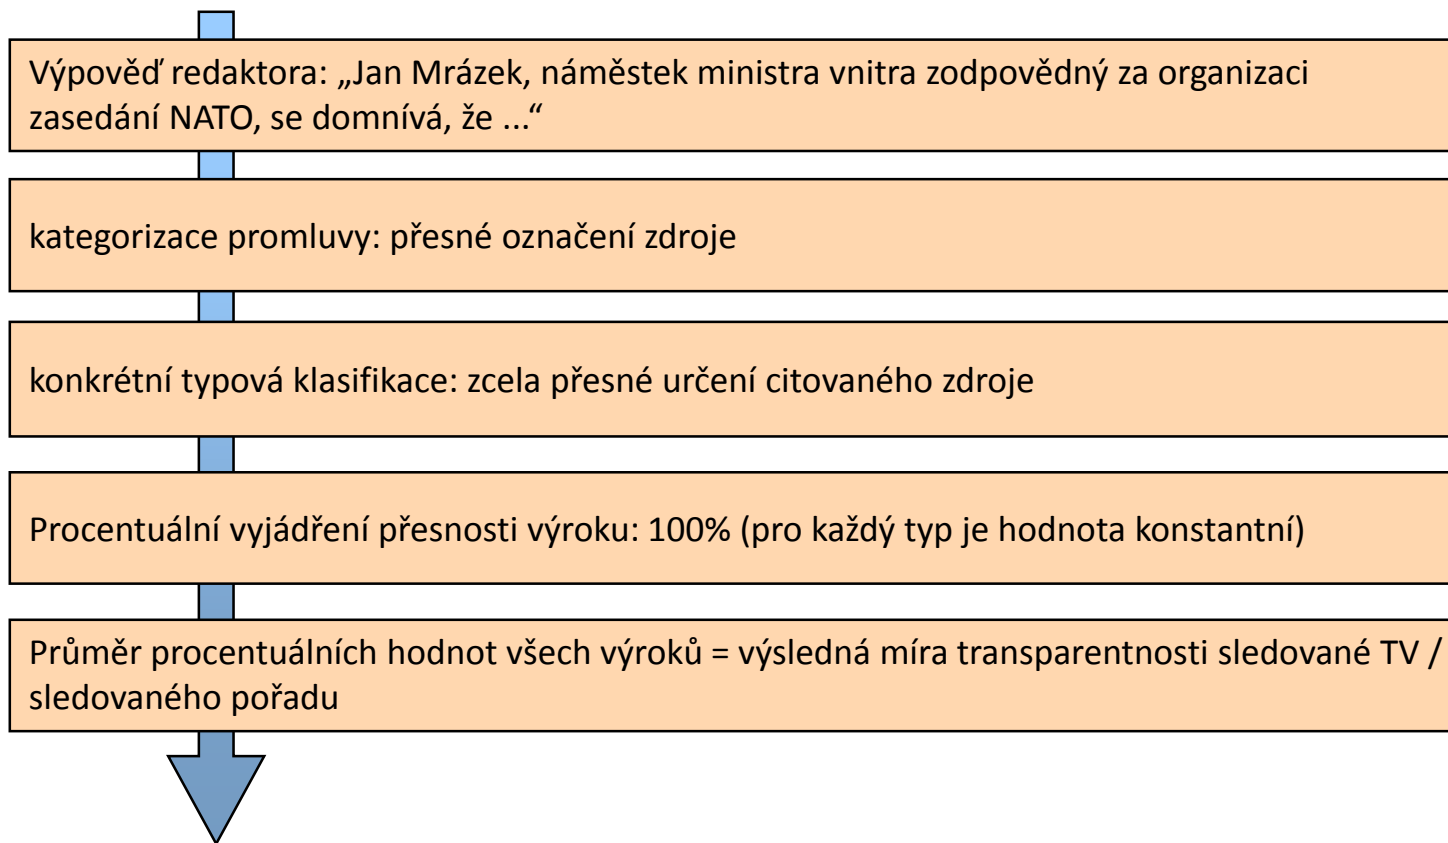 Výpověď redaktora: „Jan Mrázek, náměstek ministra vnitra zodpovědný za organizaci
zasedání NATO, se domnívá, že ...“
kategorizace promluvy: přesné označení zdroje
konkrétní typová klasifikace: zcela přesné určení citovaného zdroje
Procentuální vyjádření přesnosti výroku: 100% (pro každý typ je hodnota konstantní)
Průměr procentuálních hodnot všech výroků = výsledná míra transparentnosti sledované TV /
sledovaného pořadu